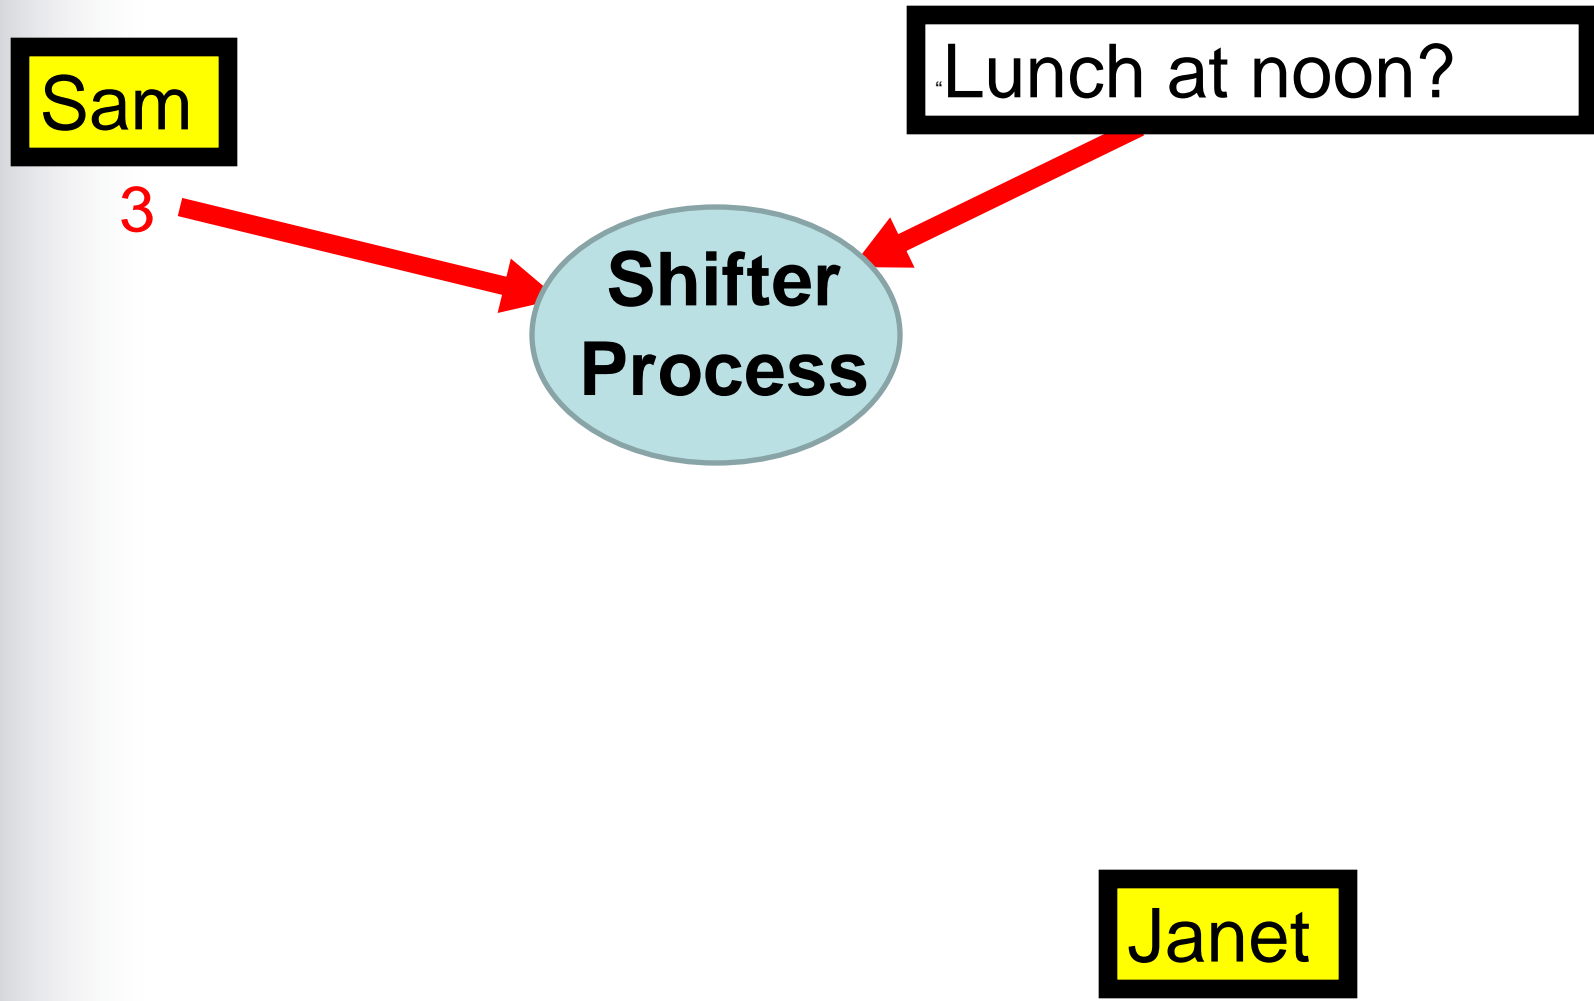 Sam
“Lunch at noon?
3
Shifter
Process
Janet